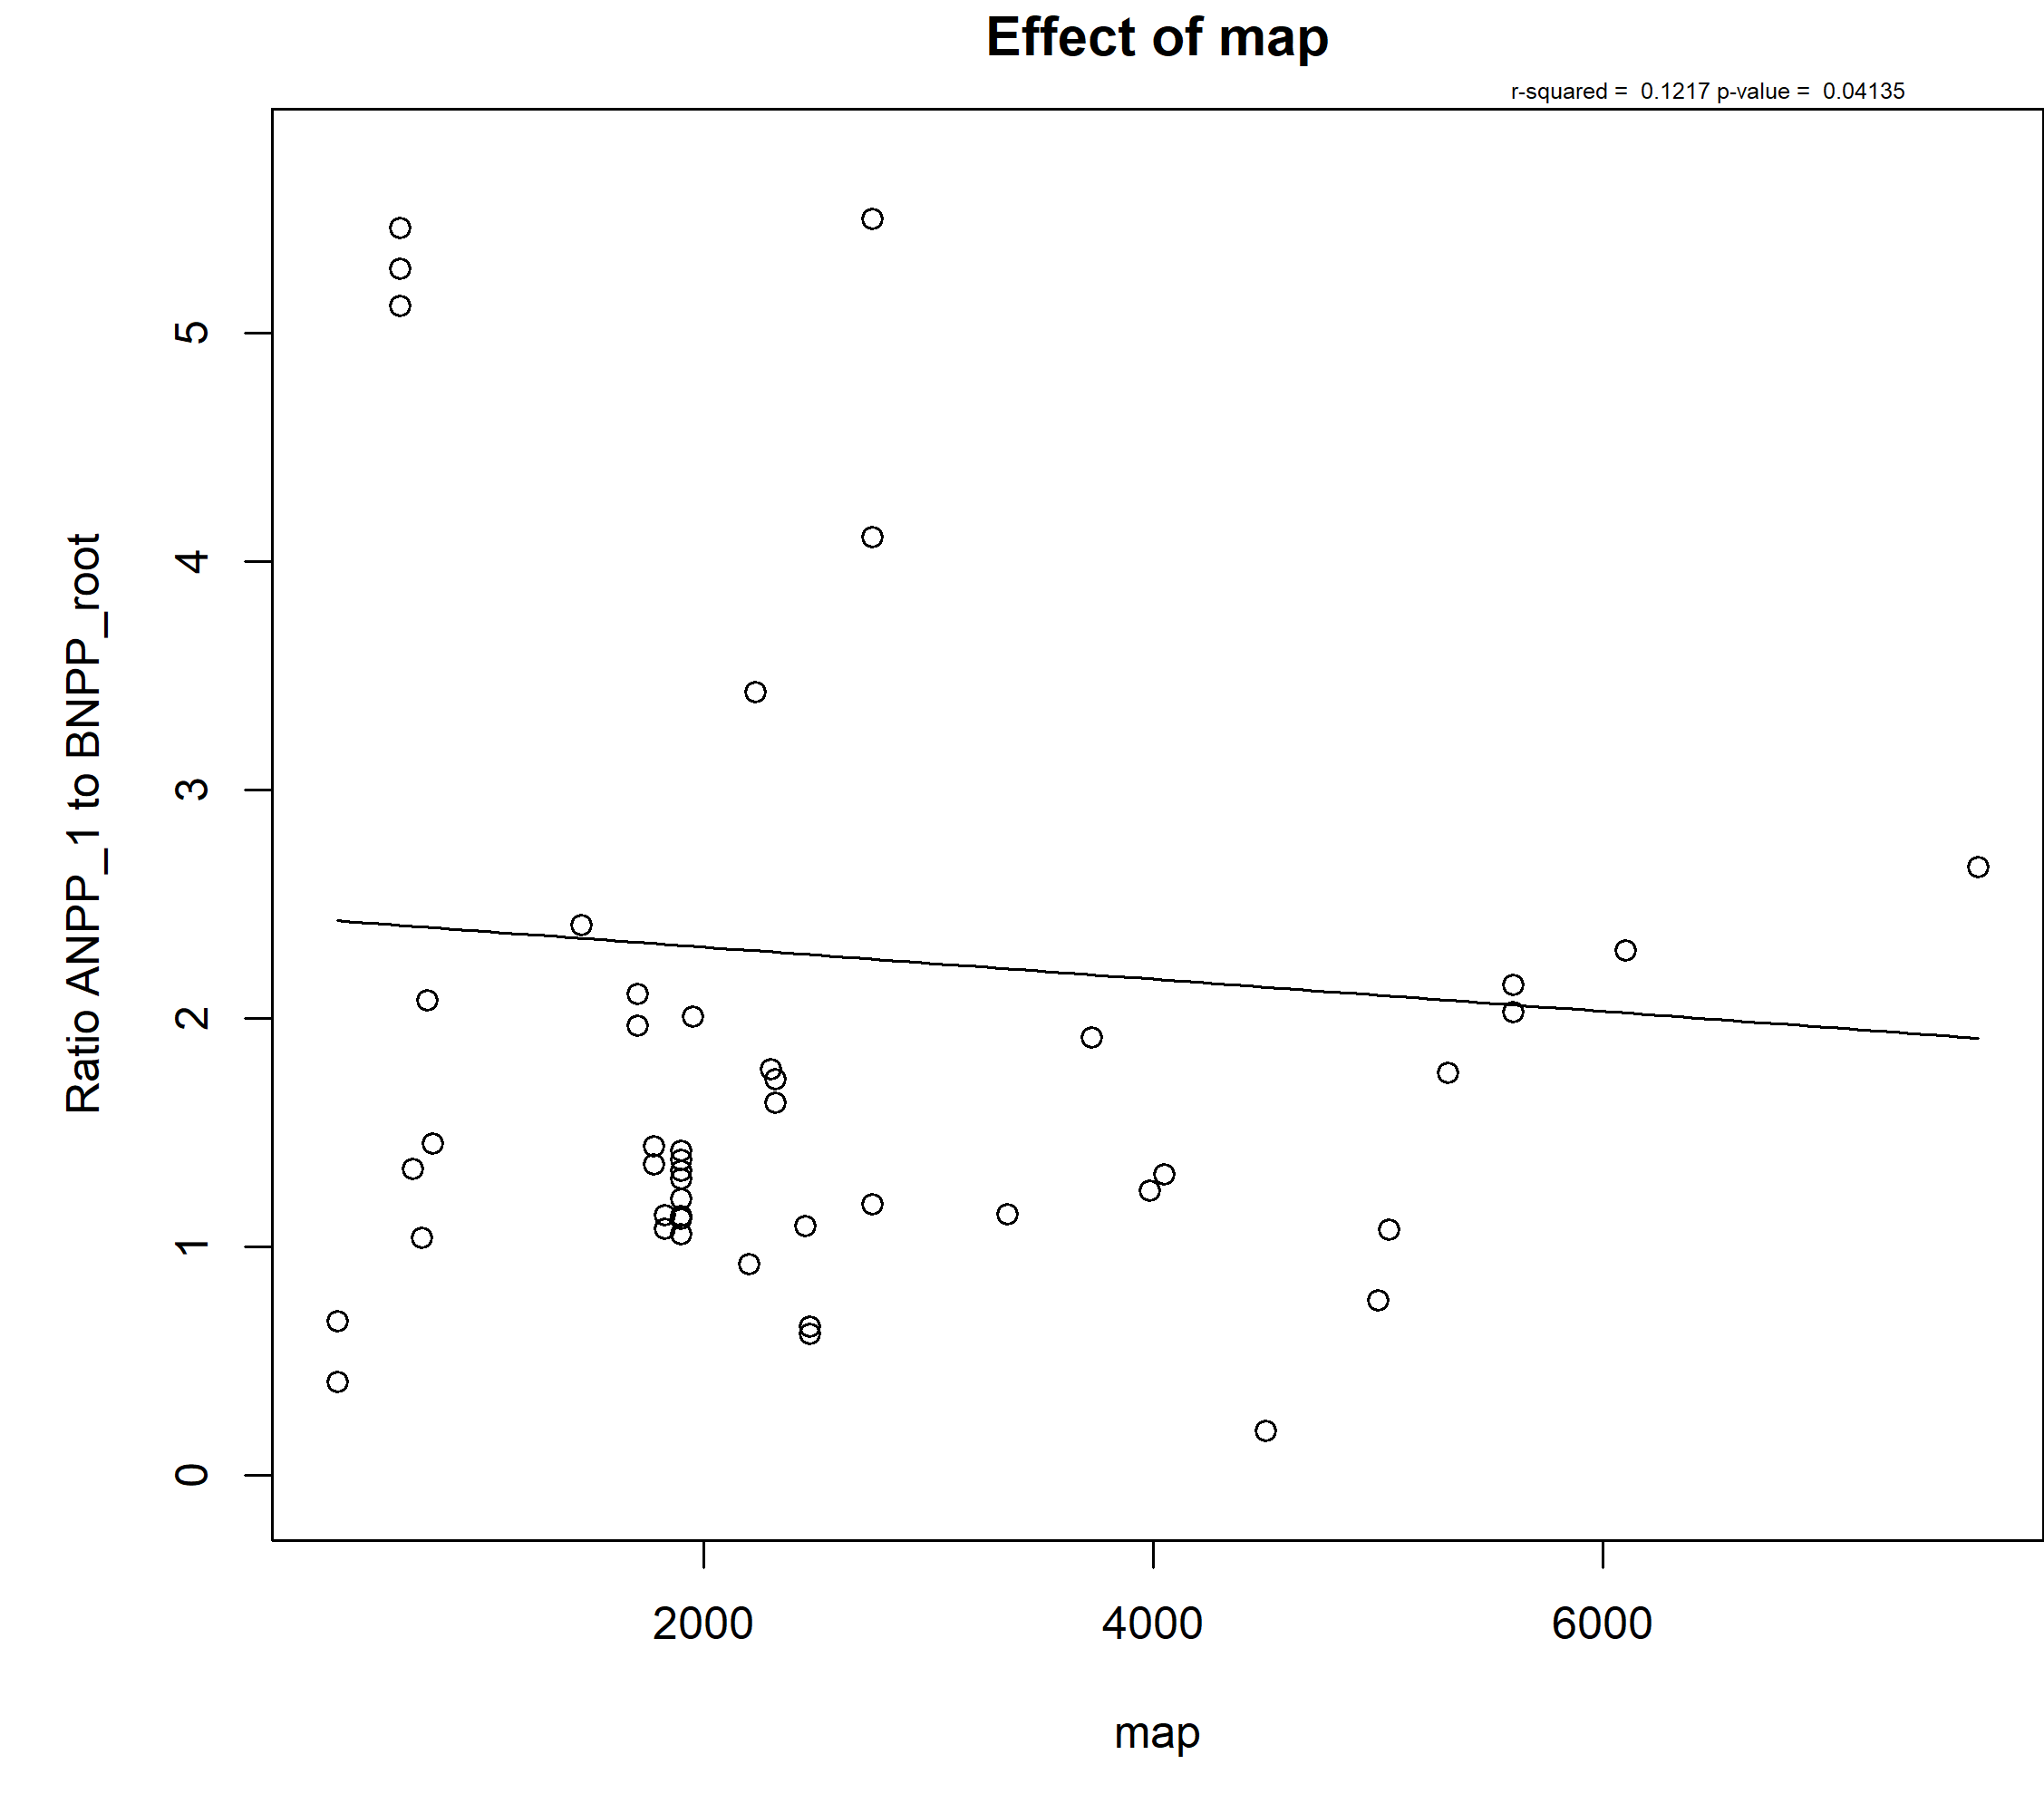 Effect of map
r-squared = 0.1217 p-value = 0.04135
Ratio ANPP_1 to BNPP_root
5
4
3
2
1
0
2000 4000 6000
map